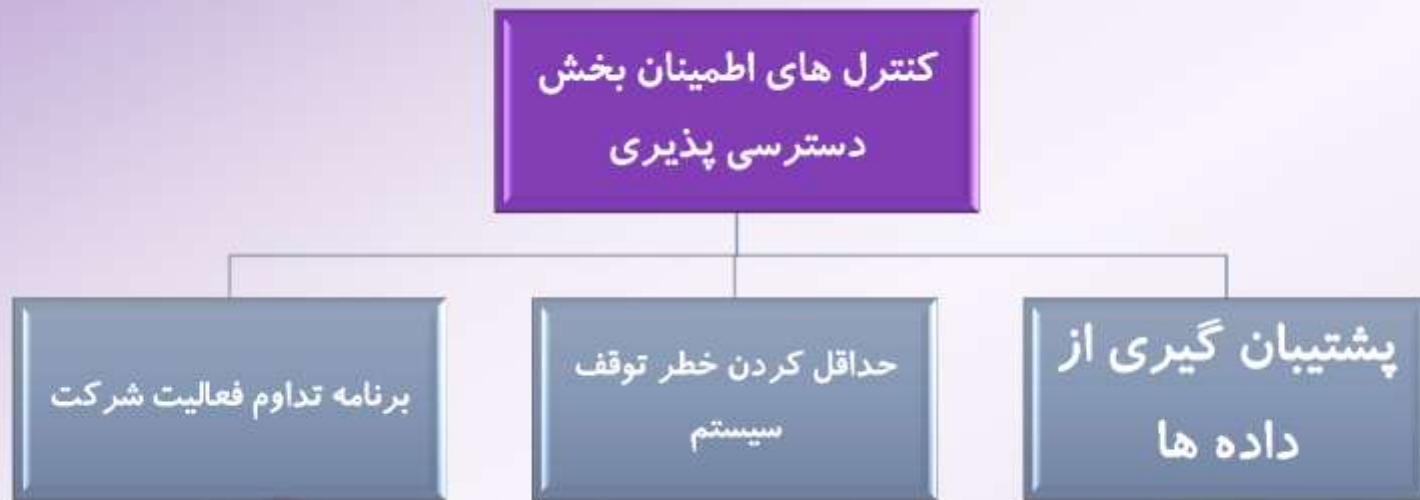 کنترل های اطمینان بخش
دسترسی پذیری
پشتیبان گیری از
داده ها
حداقل کردن خطر توقف
سیستم
برنامه تداوم فعالیت شرکت